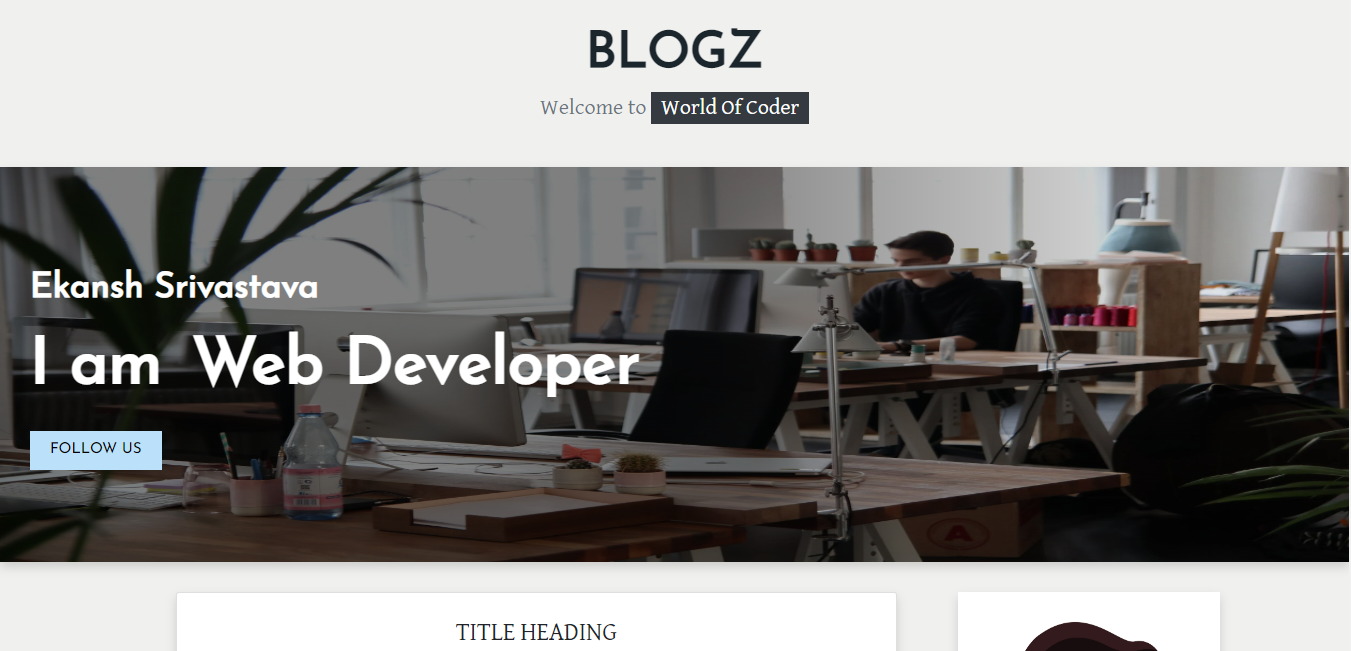 BLOGZ
Welcome to World Of Coder
Ekansh Srivastava
I am Web Developer
FOLLOW US
A
TITLE HEADING